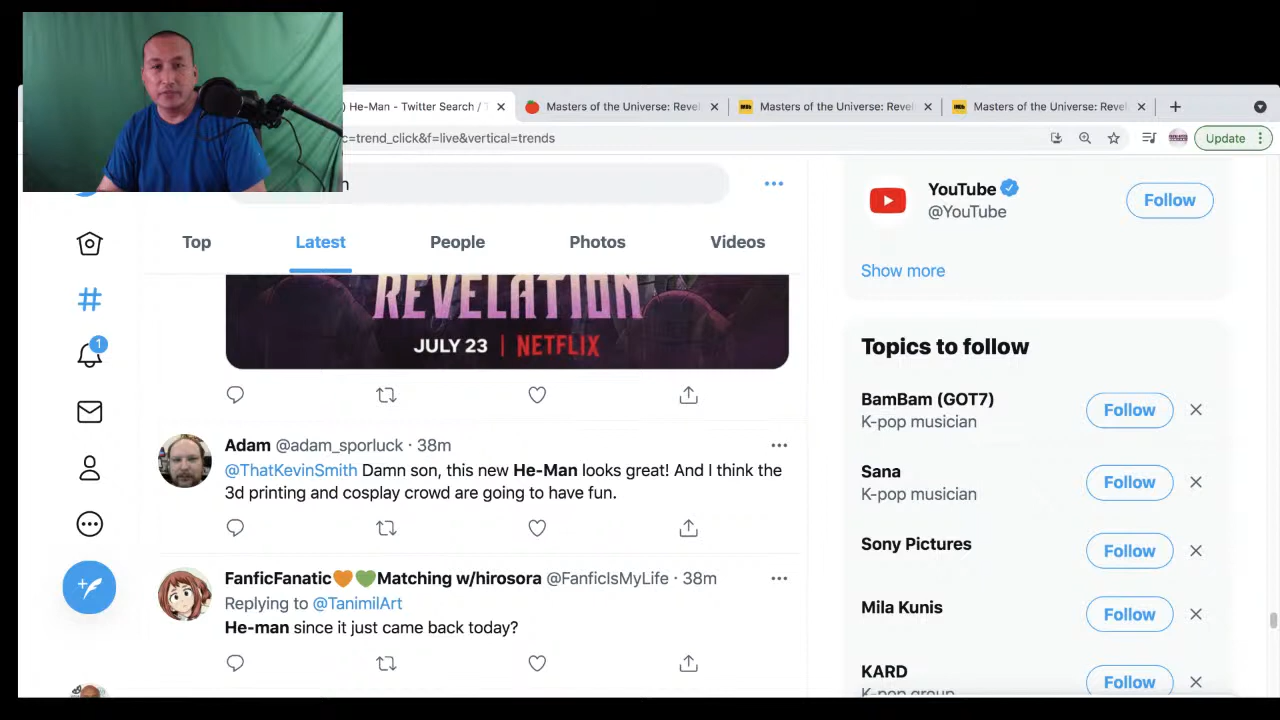 ) He-Man - Twitter Search / T
Masters of the Universe: Revel
Masters of the Universe: Revel
Masters of the Universe: Revel
c=trend_click&f=live&vertical=trends
Update
n
Top
Latest
People
Photos
Videos
REVELATION
JULY 23 | NETFLIX
Adam @adam_sporluck · 38m
@ThatKevinSmith Damn son, this new He-Man looks great! And I think the
3d printing and cosplay crowd are going to have fun.
FanficFanatic🧡💚Matching w/hirosora @FanficIsMyLife · 38m
Replying to @TanimilArt
He-man since it just came back today?
1
YouTube
@YouTube
Follow
Show more
Topics to follow
BamBam (GOT7)
K-pop musician
Follow
Sana
K-pop musician
Follow
Sony Pictures
Follow
Mila Kunis
Follow
KARD
K-pop group
Follow